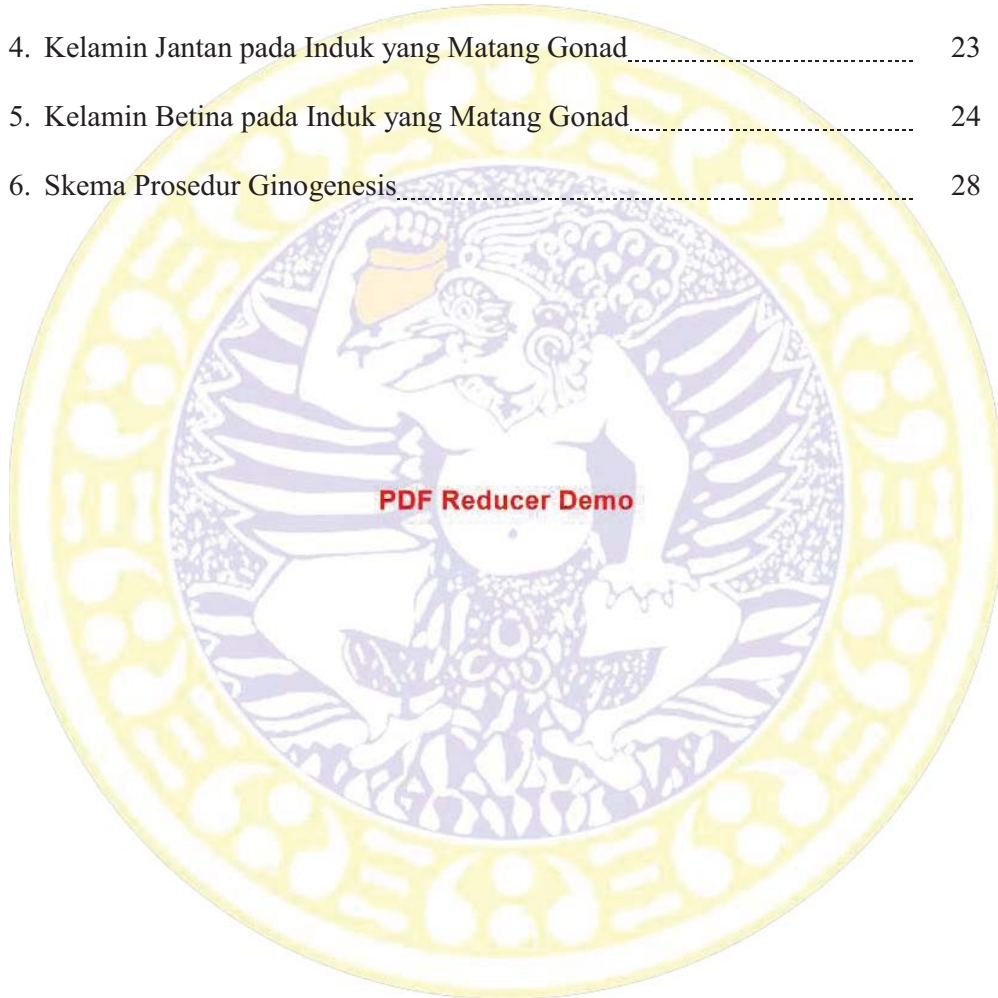 4. Kelamin Jantan pada Induk yang Matang Gonad 23
5. Kelamin Betina pada Induk yang Matang Gonad 24
6. Skema Prosedur Ginogenesis 28
PDF Reducer Demo